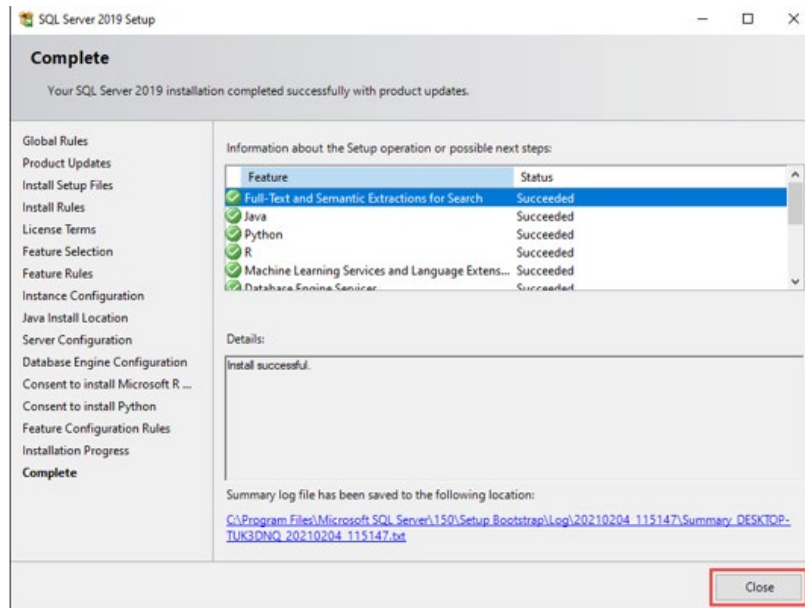 SQL Server 2019 Setup
Complete
Your SQL Server 2019 installation completed successfully with product updates.
Global Rules
Product Updates
Install Setup Files
Install Rules
License Terms
Feature Selection
Feature Rules
Instance Configuration
Java Install Location
Server Configuration
Database Engine Configuration
Consent to install Microsoft R ...
Consent to install Python
Feature Configuration Rules
Installation Progress
Complete
Information about the Setup operation or possible next steps:
Feature Status
Full-Text and Semantic Extractions for Search Succeeded
Java Succeeded
Python Succeeded
R Succeeded
Machine Learning Services and Language Extens... Succeeded
Database Engine Services Succeeded
Details:
Install successful.
Summary log file has been saved to the following location:
C:\Program Files\Microsoft SQL Server\150\Setup Bootstrap\Log\20210204_115147\Summary_DESKTOP-
TUK3DNQ_20210204_115147.txt
Close